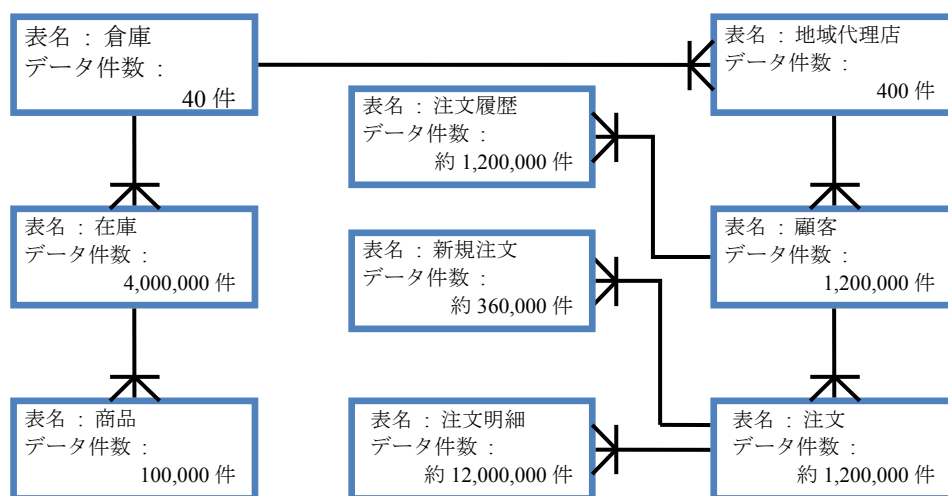 表名 : 倉庫
データ件数 :
40 件
表名 : 地域代理店
データ件数 :
400 件
表名 : 注文履歴
データ件数 :
約 1,200,000 件
表名 : 在庫
データ件数 :
4,000,000 件
表名 : 新規注文
データ件数 :
約 360,000 件
表名 : 顧客
データ件数 :
1,200,000 件
表名 : 商品
データ件数 :
100,000 件
表名 : 注文明細
データ件数 :
約 12,000,000 件
表名 : 注文
データ件数 :
約 1,200,000 件